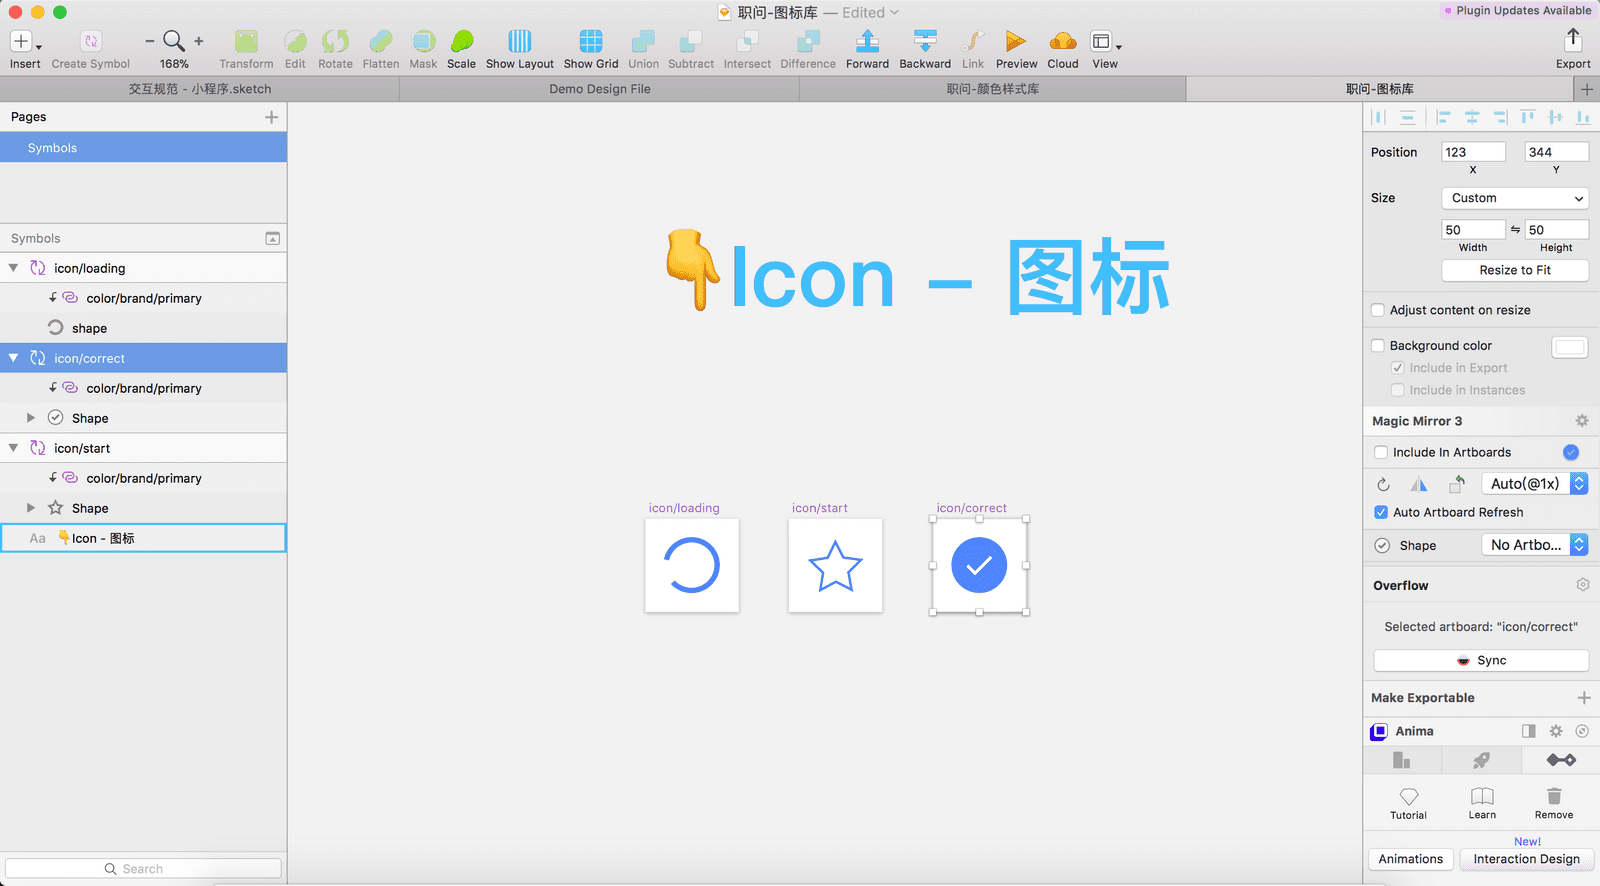 职问-图标库 — Edited
Plugin Updates Available
Insert
Create Symbol
168%
Transform
Edit
Rotate
Flatten
Mask
Scale
Show Layout
Show Grid
Union
Subtract
Intersect
Difference
Forward
Backward
Link
Preview
Cloud
View
Export
交互规范 - 小程序.sketch
Demo Design File
职问-颜色样式库
职问-图标库
Pages
Symbols
Symbols
icon/loading
color/brand/primary
shape
icon/correct
color/brand/primary
Shape
icon/start
color/brand/primary
Shape
Aa 👇Icon - 图标
Search
👇Icon – 图标
icon/loading
icon/start
icon/correct
Position 123 344
X Y
Size Custom
50 50
Width Height
Resize to Fit
Adjust content on resize
Background color
Include in Export
Include in Instances
Magic Mirror 3
Include In Artboards
Auto(@1x)
Auto Artboard Refresh
Shape No Artbo...
Overflow
Selected artboard: "icon/correct"
Sync
Make Exportable
Anima
Tutorial
Learn
Remove
New!
Animations
Interaction Design